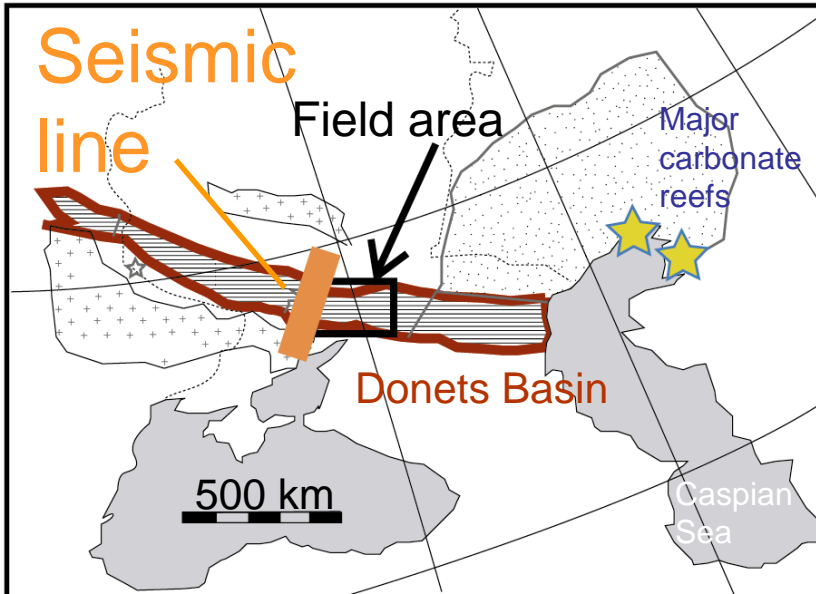 Seismic
line
Field area
Major
carbonate
reefs
Donets Basin
500 km
Caspian
Sea